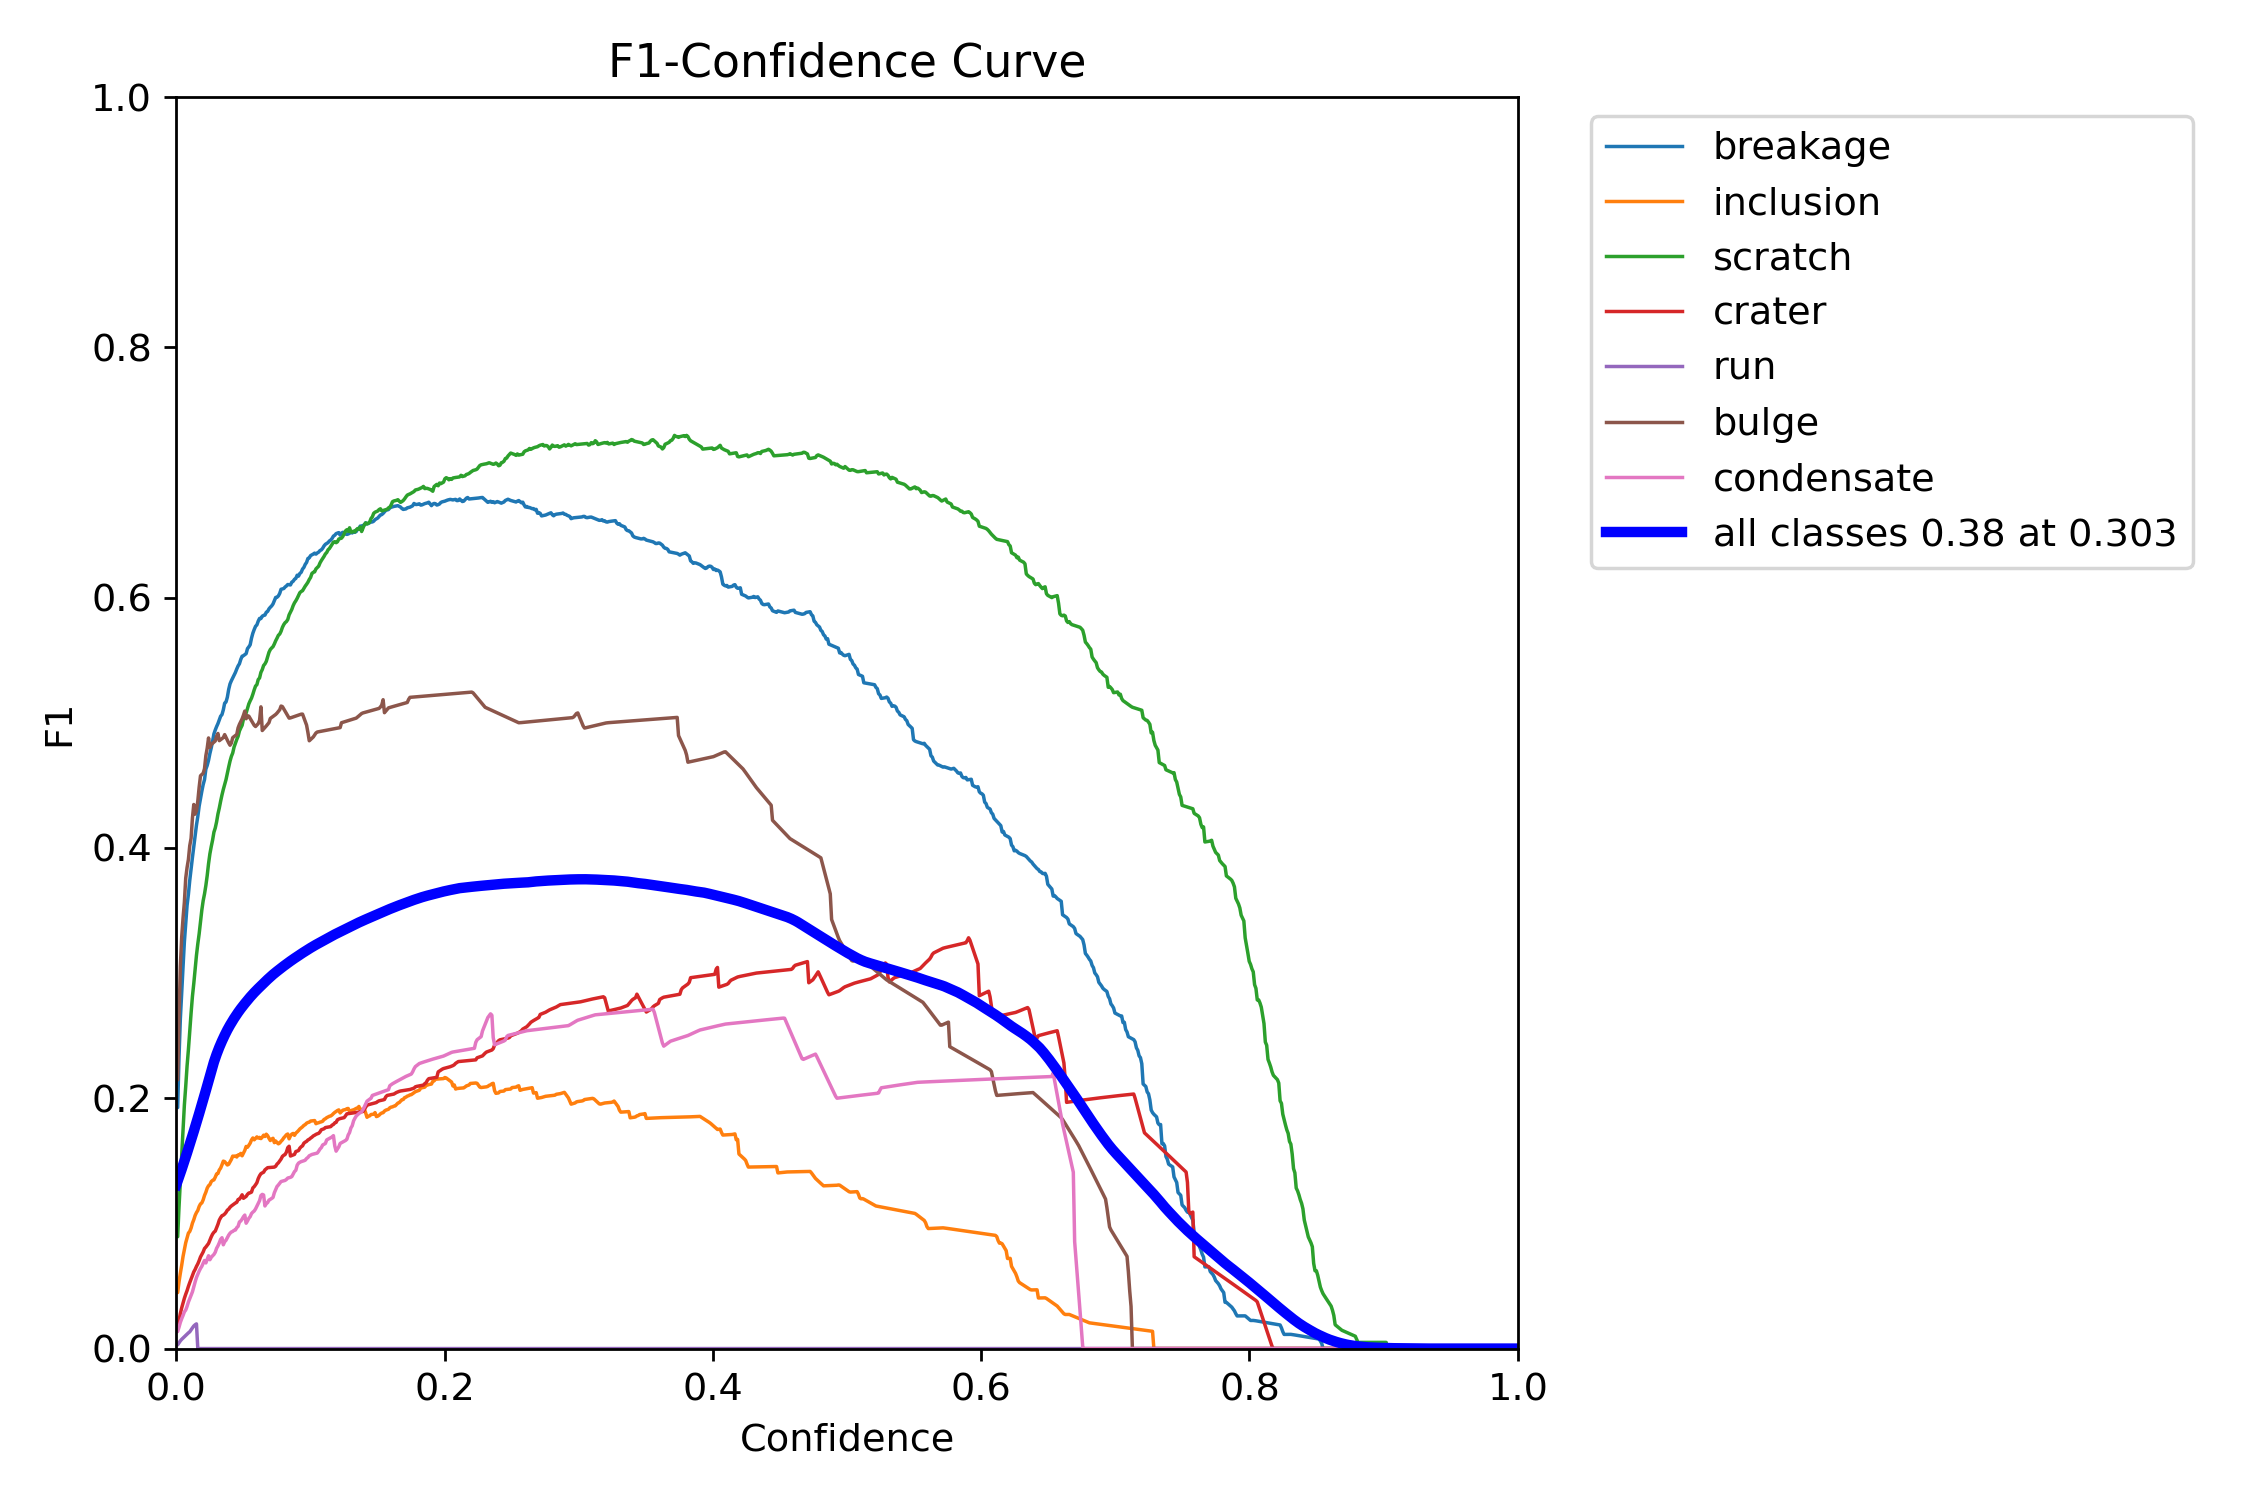 F1-Confidence Curve
1.0
0.8
0.6
0.4
0.2
0.0
F1
0.0 0.2 0.4 0.6 0.8 1.0
Confidence
breakage
inclusion
scratch
crater
run
bulge
condensate
all classes 0.38 at 0.303